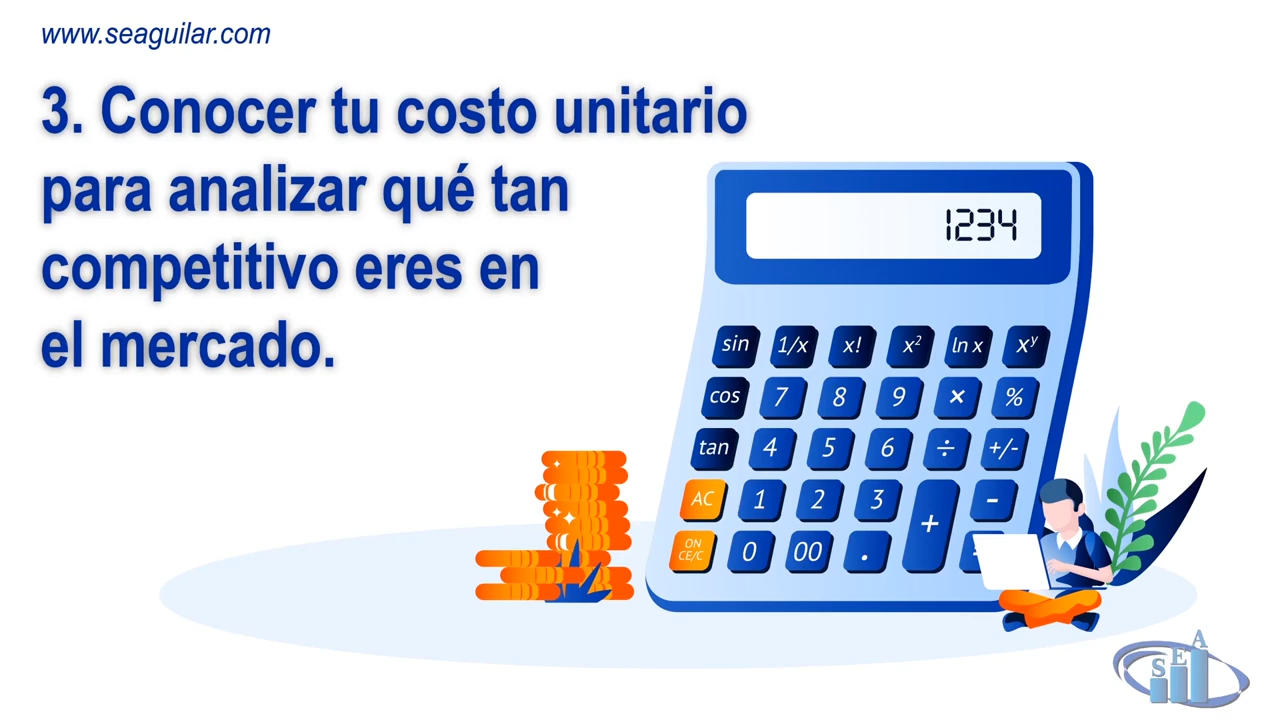 www.seaguilar.com
3. Conocer tu costo unitario
para analizar qué tan
competitivo eres en
el mercado.
1234
sin 1/x x! x² ln x xʸ
cos 7 8 9 × %
tan 4 5 6 ÷ +/-
AC 1 2 3 + -
ON
CE/C 0 00 .
SEA